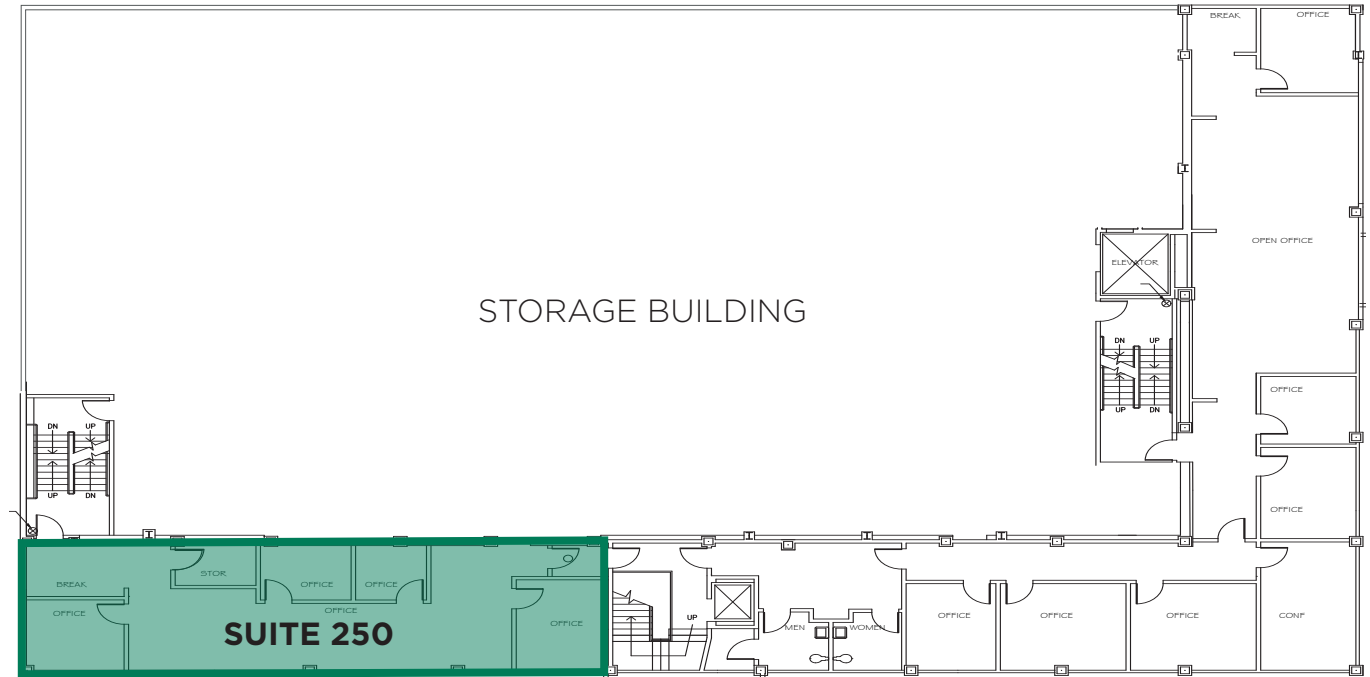 BREAK
OFFICE
OPEN OFFICE
ELEVATOR
STORAGE BUILDING
DN
UP
UP
DN
OFFICE
DN
UP
UP
DN
OFFICE
STOR
BREAK
OFFICE
OFFICE
OFFICE
OFFICE
OFFICE
SUITE 250
UP
MEN
WOMEN
OFFICE
OFFICE
OFFICE
CONF